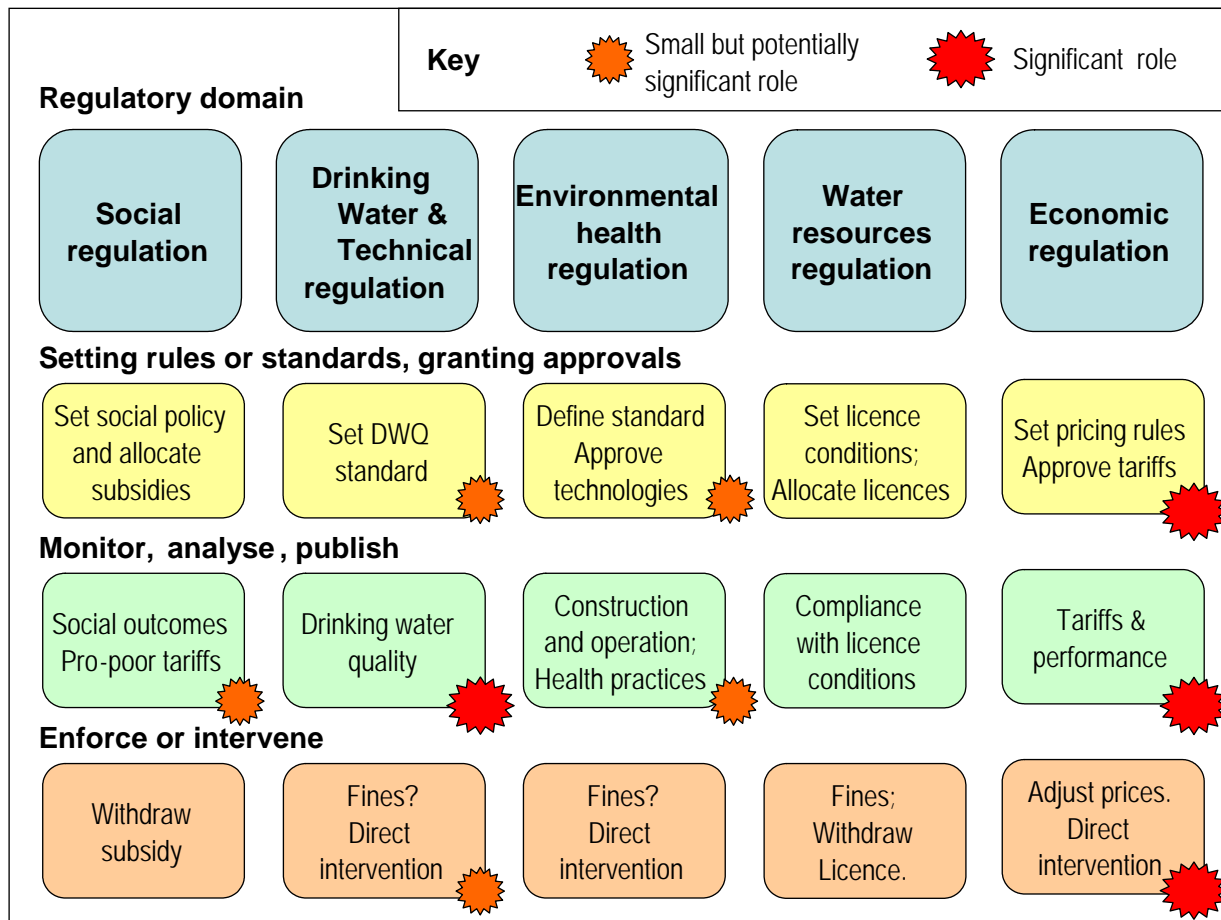 Key
Small but potentially
significant role
Significant role
Regulatory domain
Social
regulation
Drinking
Water &
Technical
regulation
Environmental
health
regulation
Water
resources
regulation
Economic
regulation
Setting rules or standards, granting approvals
Set social policy
and allocate
subsidies
Set DWQ
standard
Define standard
Approve
technologies
Set licence
conditions;
Allocate licences
Set pricing rules
Approve tariffs
Monitor, analyse, publish
Social outcomes
Pro-poor tariffs
Drinking water
quality
Construction
and operation;
Health practices
Compliance
with licence
conditions
Tariffs &
performance
Enforce or intervene
Withdraw
subsidy
Fines?
Direct
intervention
Fines?
Direct
intervention
Fines;
Withdraw
Licence.
Adjust prices.
Direct
intervention